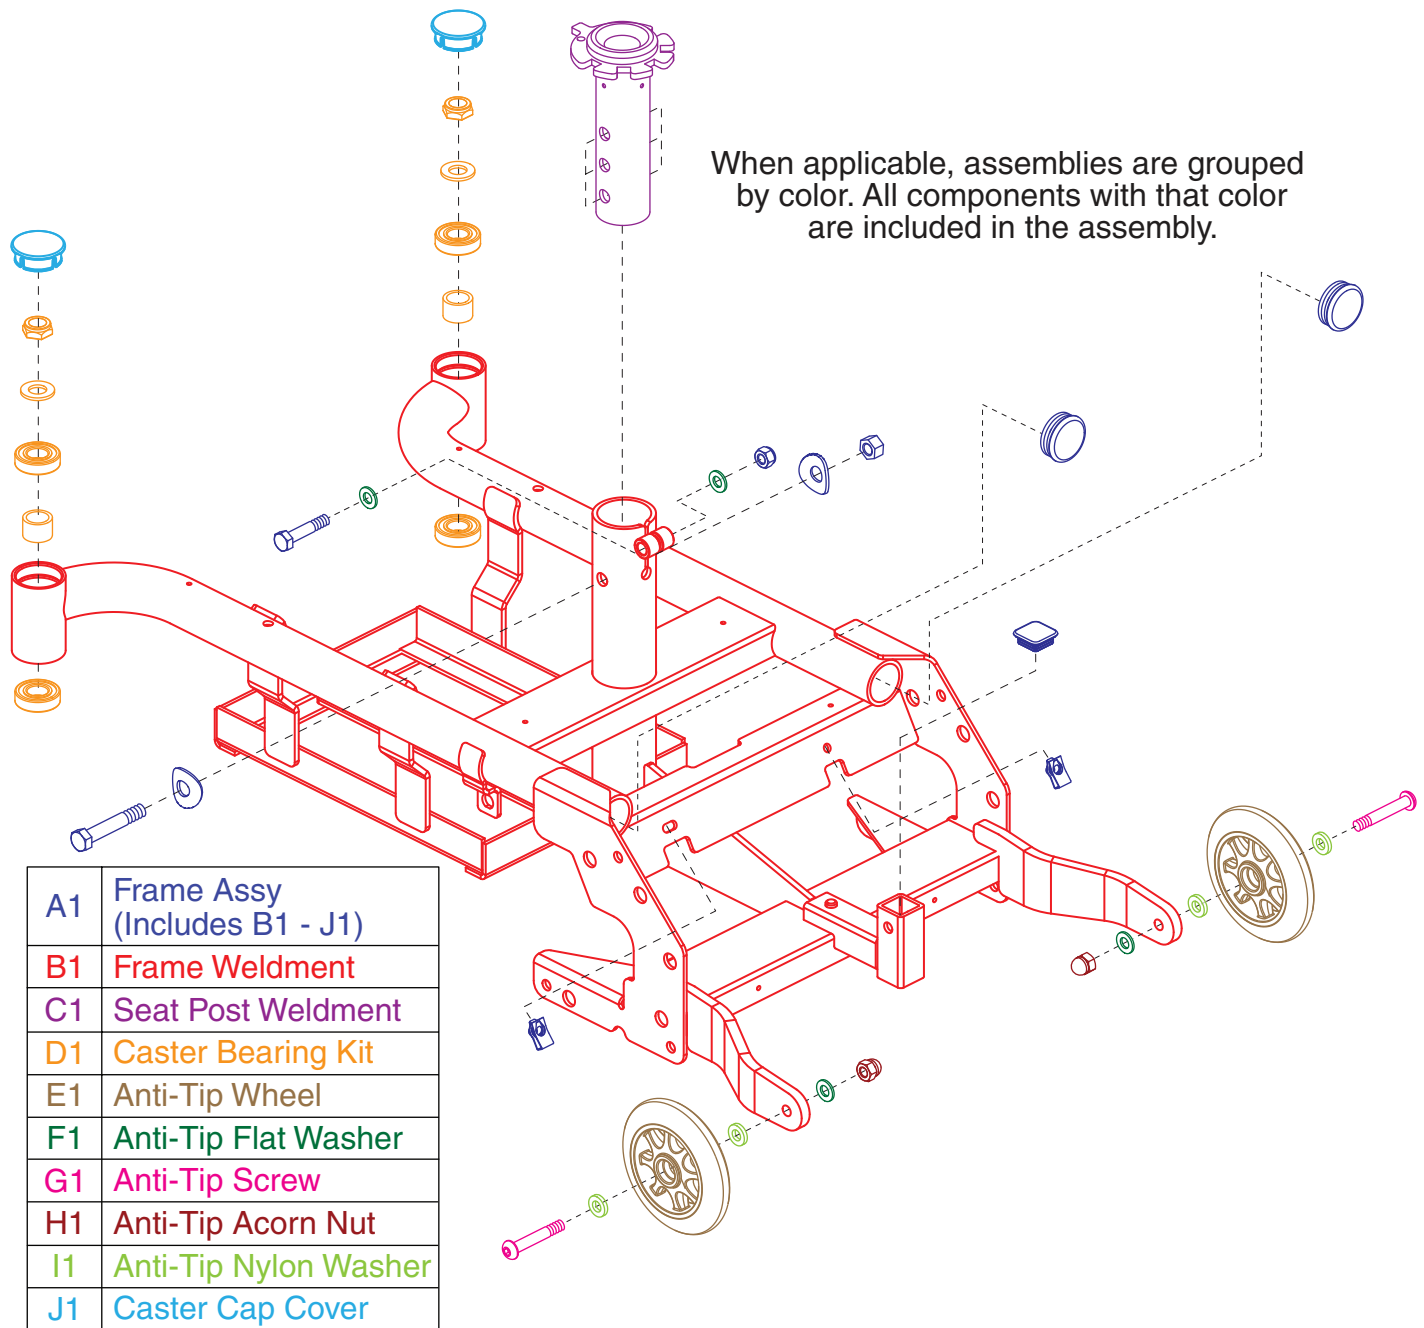 When applicable, assemblies are grouped
by color. All components with that color
are included in the assembly.
A1 Frame Assy
(Includes B1 - J1)
B1 Frame Weldment
C1 Seat Post Weldment
D1 Caster Bearing Kit
E1 Anti-Tip Wheel
F1 Anti-Tip Flat Washer
G1 Anti-Tip Screw
H1 Anti-Tip Acorn Nut
I1 Anti-Tip Nylon Washer
J1 Caster Cap Cover